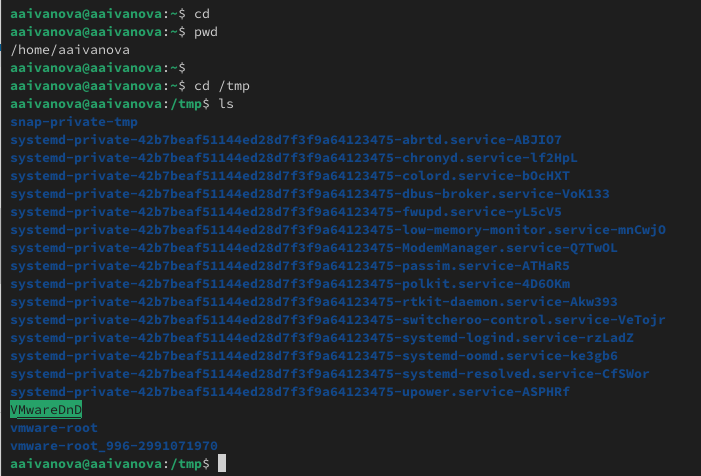 aaivanova@aaivanova:~$ cd
aaivanova@aaivanova:~$ pwd
/home/aaivanova
aaivanova@aaivanova:~$
aaivanova@aaivanova:~$ cd /tmp
aaivanova@aaivanova:/tmp$ ls
snap-private-tmp
systemd-private-42b7beaf51144ed28d7f3f9a64123475-abrtd.service-ABJIO7
systemd-private-42b7beaf51144ed28d7f3f9a64123475-chronyd.service-lf2HpL
systemd-private-42b7beaf51144ed28d7f3f9a64123475-colord.service-bOcHXT
systemd-private-42b7beaf51144ed28d7f3f9a64123475-dbus-broker.service-VoK133
systemd-private-42b7beaf51144ed28d7f3f9a64123475-fwupd.service-yLScV5
systemd-private-42b7beaf51144ed28d7f3f9a64123475-low-memory-monitor.service-mnCwjO
systemd-private-42b7beaf51144ed28d7f3f9a64123475-ModemManager.service-Q7TwOL
systemd-private-42b7beaf51144ed28d7f3f9a64123475-passim.service-ATHaR5
systemd-private-42b7beaf51144ed28d7f3f9a64123475-polkit.service-4D6OKm
systemd-private-42b7beaf51144ed28d7f3f9a64123475-rtkit-daemon.service-Akw393
systemd-private-42b7beaf51144ed28d7f3f9a64123475-switcheroo-control.service-VeTojr
systemd-private-42b7beaf51144ed28d7f3f9a64123475-systemd-logind.service-rzLadZ
systemd-private-42b7beaf51144ed28d7f3f9a64123475-systemd-oomd.service-ke3gb6
systemd-private-42b7beaf51144ed28d7f3f9a64123475-systemd-resolved.service-CfSWor
systemd-private-42b7beaf51144ed28d7f3f9a64123475-upower.service-ASPHRf
VMwareDnD
vmware-root
vmware-root_996-2991071970
aaivanova@aaivanova:/tmp$